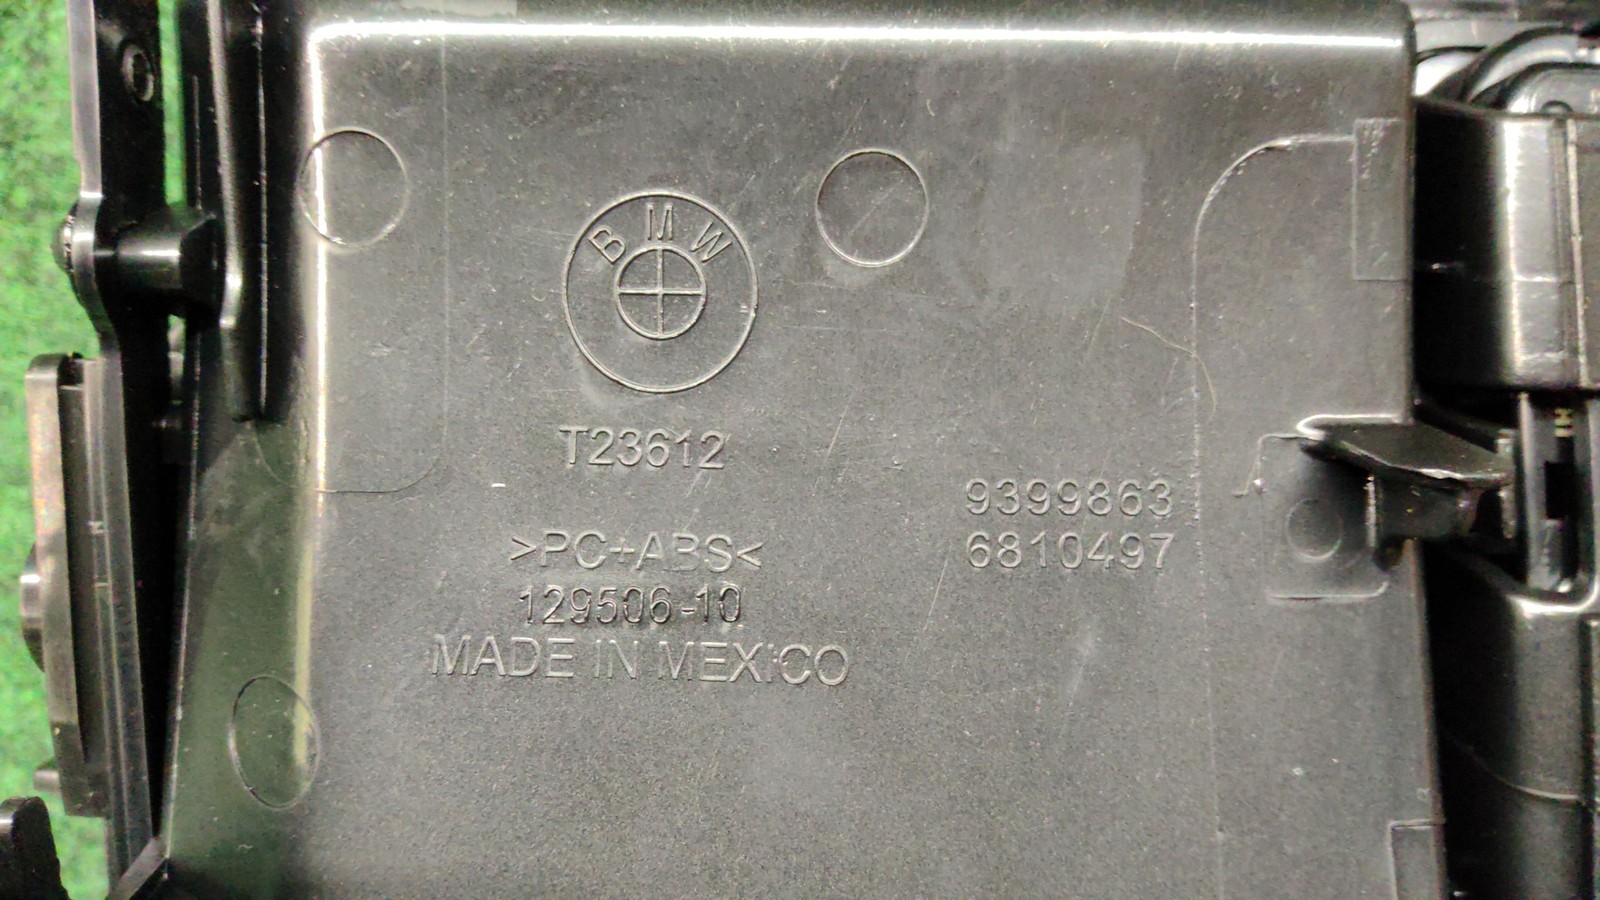 BMW
T23612
>PC+ABS<
129506-10
MADE IN MEXICO
9399863
6810497